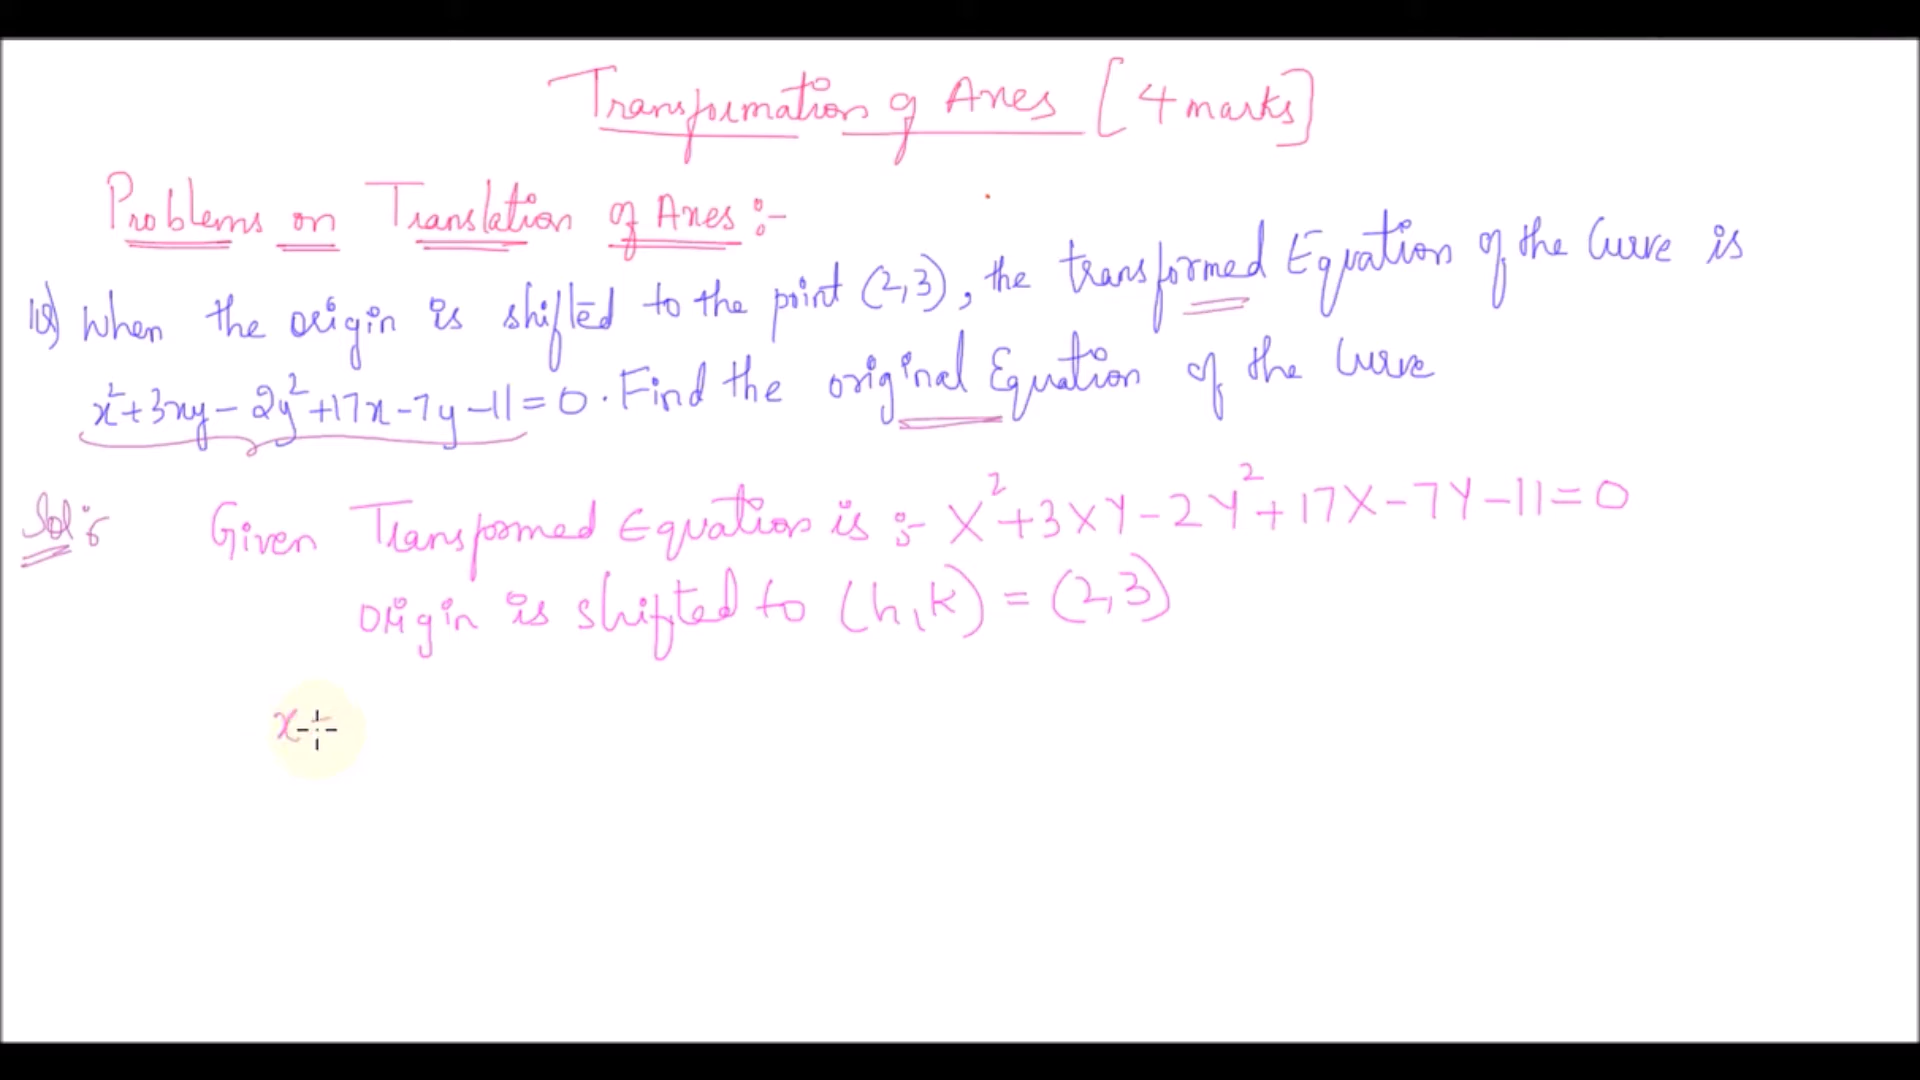 Transformation of Axes [4 marks]
Problems on Translation of Axes :-
1Q) When the origin is shifted to the point (2,3), the transformed Equation of the Curve is
x²+3xy-2y²+17x-7y-11=0. Find the original Equation of the Curve
Sol:
Given Transformed Equation is :- X²+3XY-2Y²+17X-7Y-11=0
origin is shifted to (h,k) = (2,3)
x